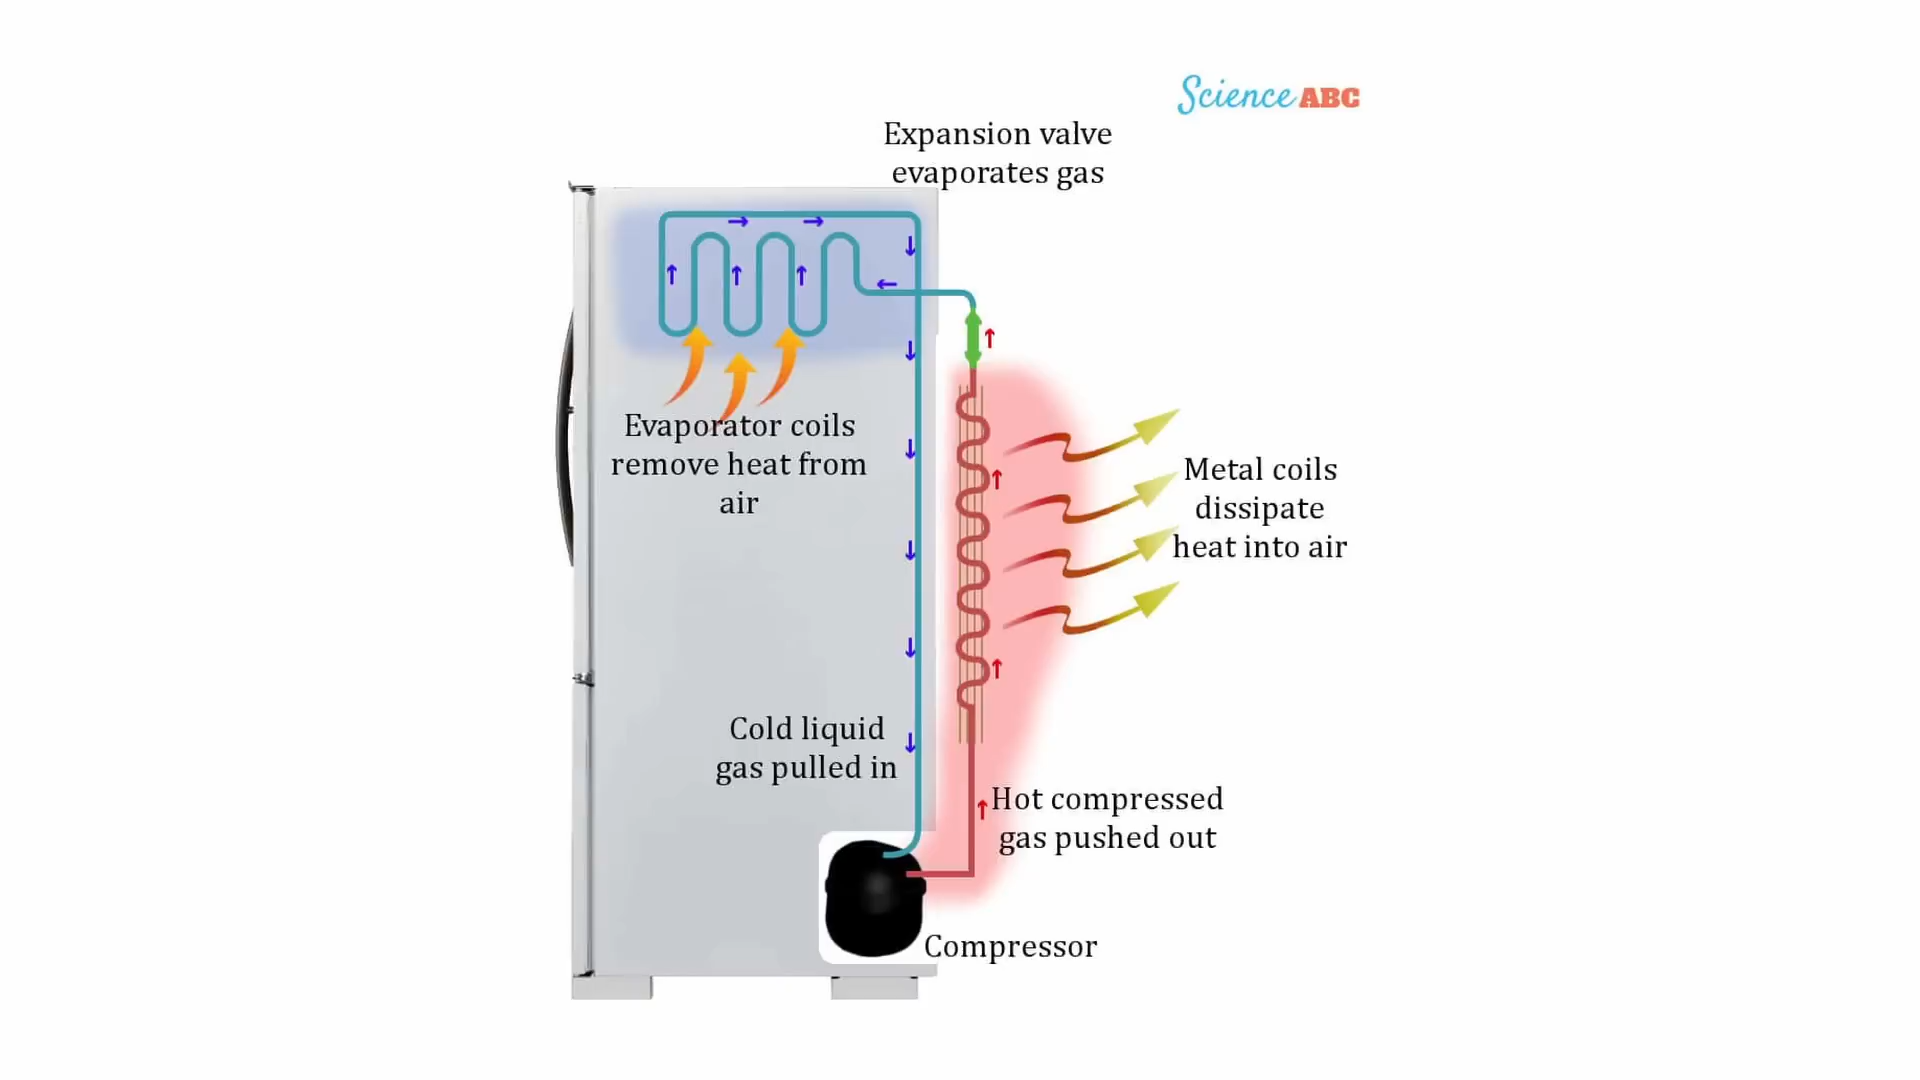 Science ABC
Expansion valve
evaporates gas
Evaporator coils
remove heat from
air
Metal coils
dissipate
heat into air
Cold liquid
gas pulled in
Hot compressed
gas pushed out
Compressor